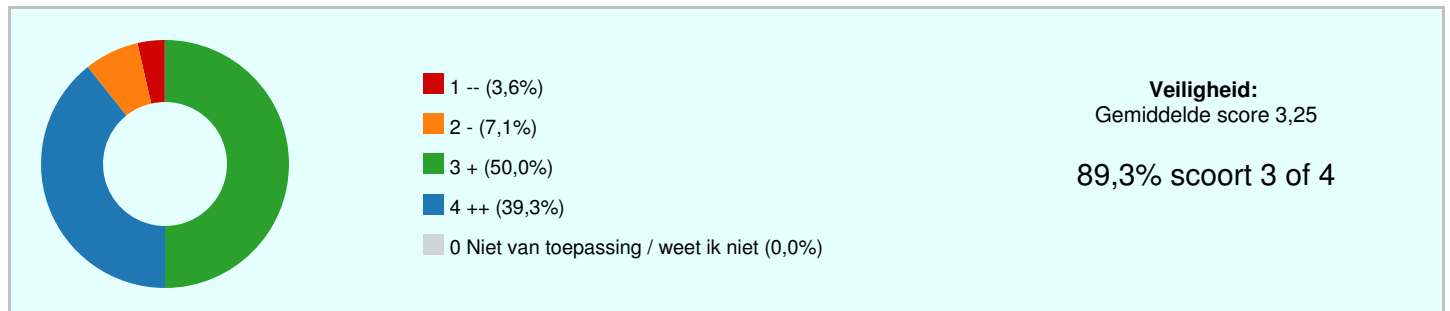 1 -- (3,6%)
2 - (7,1%)
3 + (50,0%)
4 ++ (39,3%)
0 Niet van toepassing / weet ik niet (0,0%)
Veiligheid:
Gemiddelde score 3,25
89,3% scoort 3 of 4